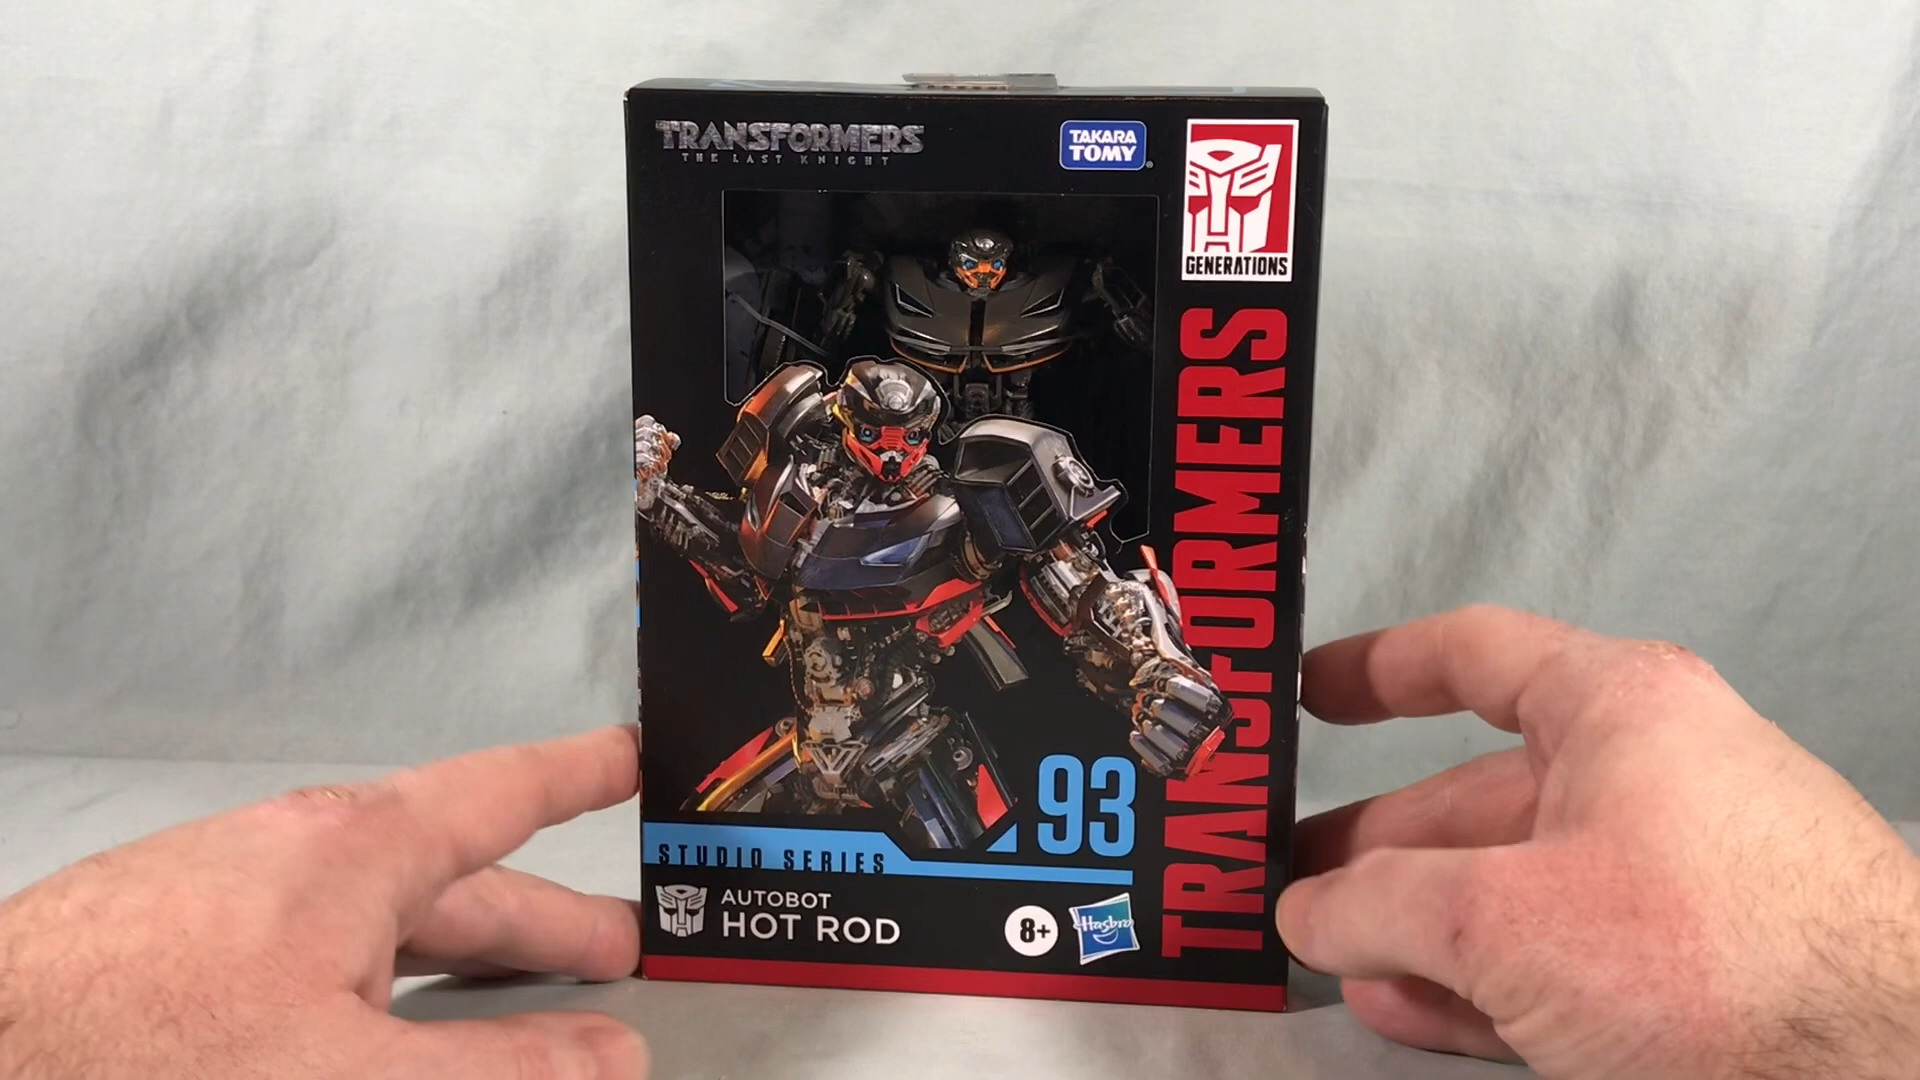 TRANSFORMERS
THE LAST KNIGHT
TAKARA
TOMY
GENERATIONS
TRANSFORMERS
93
STUDIO SERIES
AUTOBOT
HOT ROD
8+
Hasbro